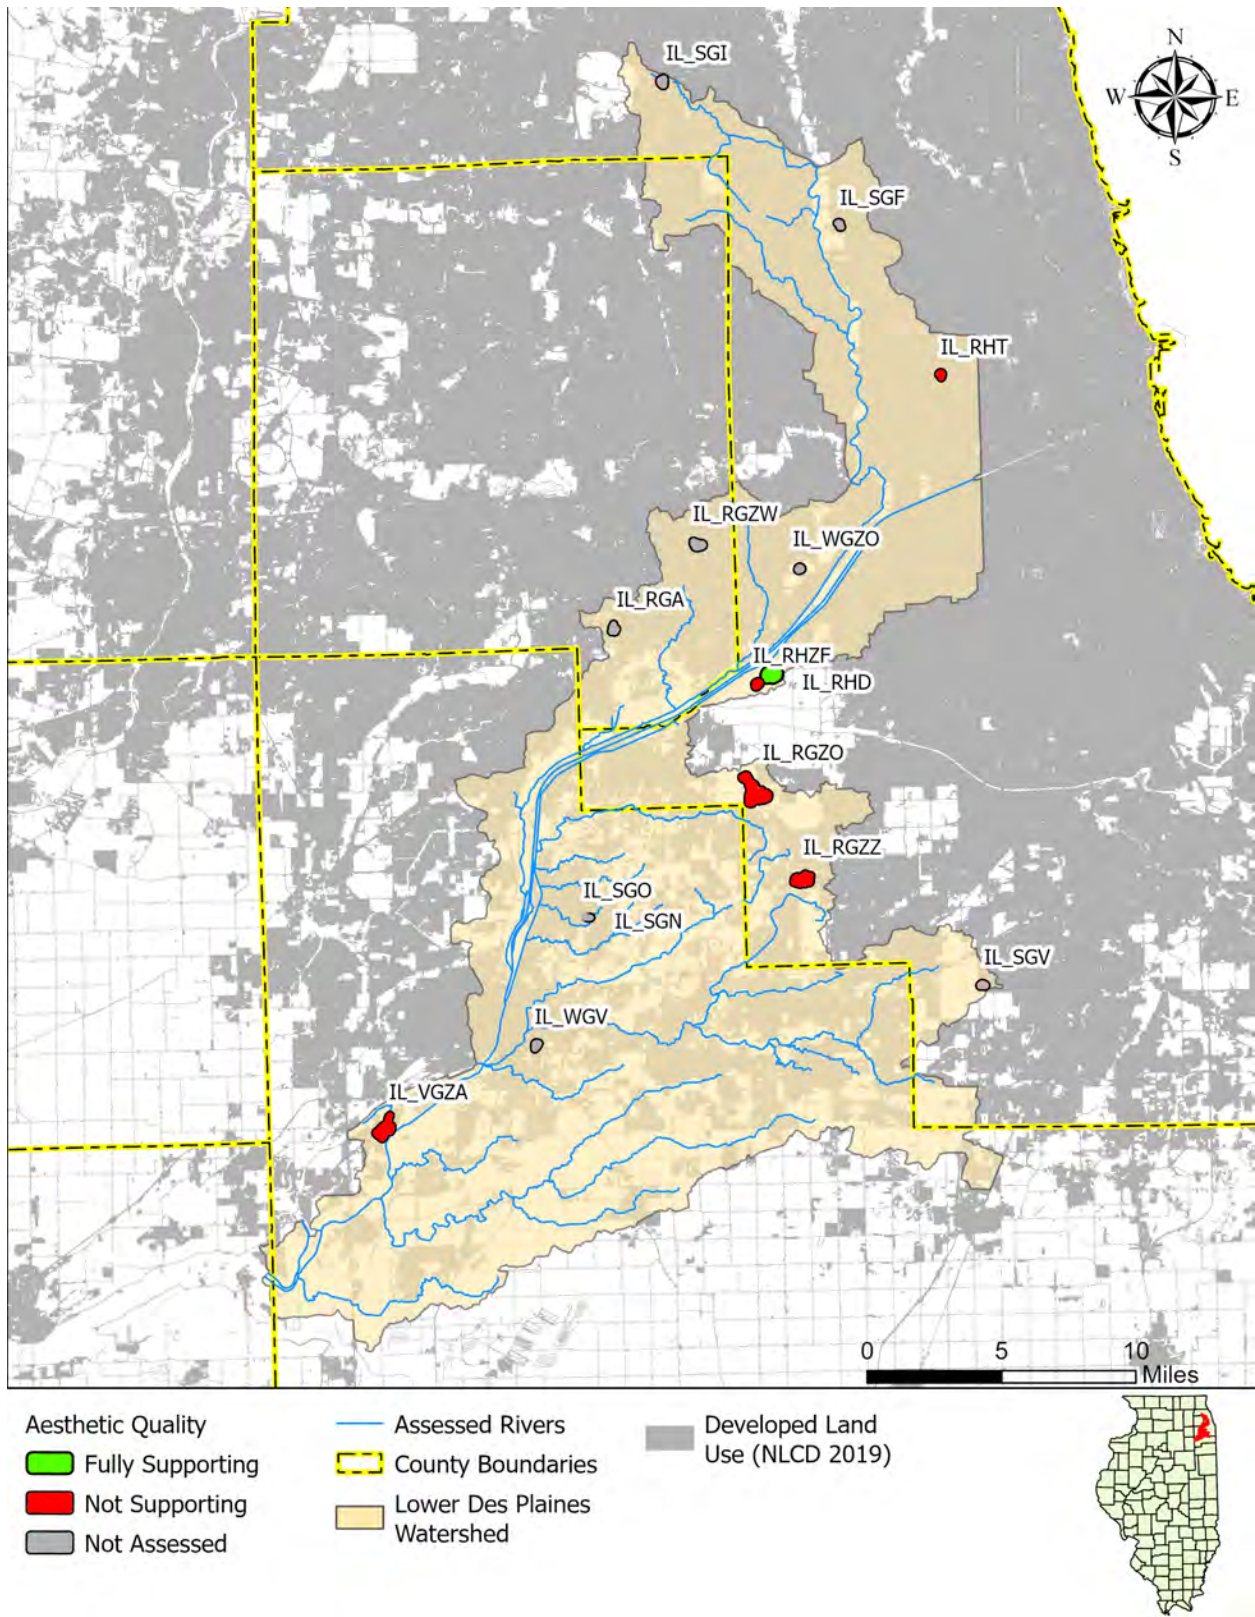 IL_SGI
N
W
E
S
IL_SGF
IL_RHT
IL_RGZW
IL_WGZO
IL_RGA
IL_RHZF
IL_RHD
IL_RGZO
IL_RGZZ
IL_SGO
IL_SGN
IL_SGV
IL_WGV
IL_VGZA
0 5 10
Miles
Aesthetic Quality
Fully Supporting
Not Supporting
Not Assessed
Assessed Rivers
County Boundaries
Lower Des Plaines
Watershed
Developed Land
Use (NLCD 2019)